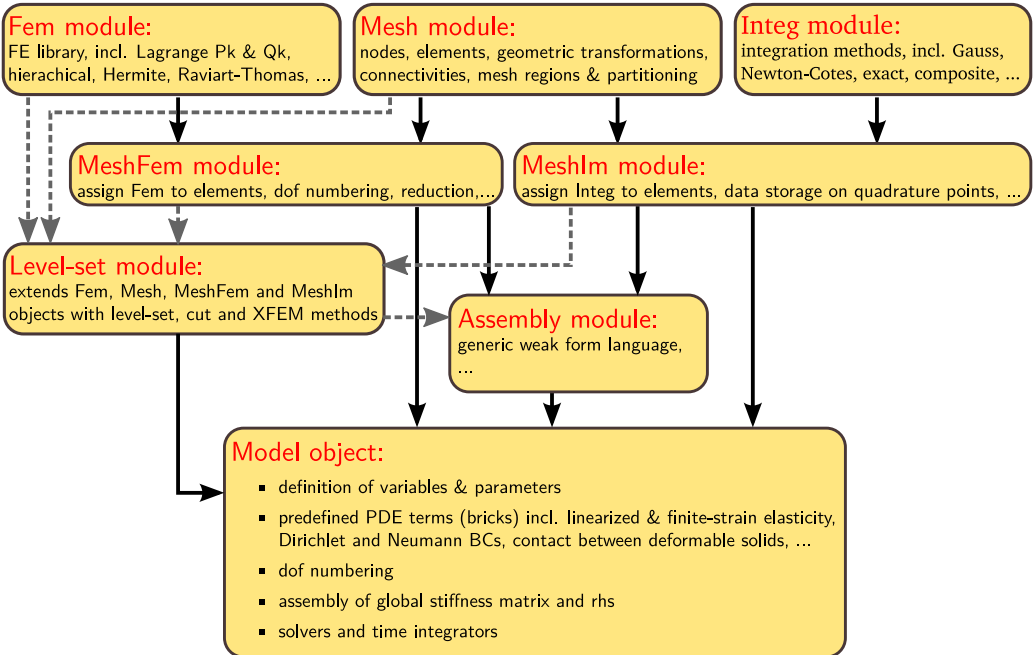 Fem module:
FE library, incl. Lagrange Pk & Qk,
hierachical, Hermite, Raviart-Thomas, ...
Mesh module:
nodes, elements, geometric transformations,
connectivities, mesh regions & partitioning
Integ module:
integration methods, incl. Gauss,
Newton-Cotes, exact, composite, ...
MeshFem module:
assign Fem to elements, dof numbering, reduction,...
MeshIm module:
assign Integ to elements, data storage on quadrature points, ...
Level-set module:
extends Fem, Mesh, MeshFem and MeshIm
objects with level-set, cut and XFEM methods
Assembly module:
generic weak form language,
...
Model object:
▪ definition of variables & parameters
▪ predefined PDE terms (bricks) incl. linearized & finite-strain elasticity,
Dirichlet and Neumann BCs, contact between deformable solids, ...
▪ dof numbering
▪ assembly of global stiffness matrix and rhs
▪ solvers and time integrators